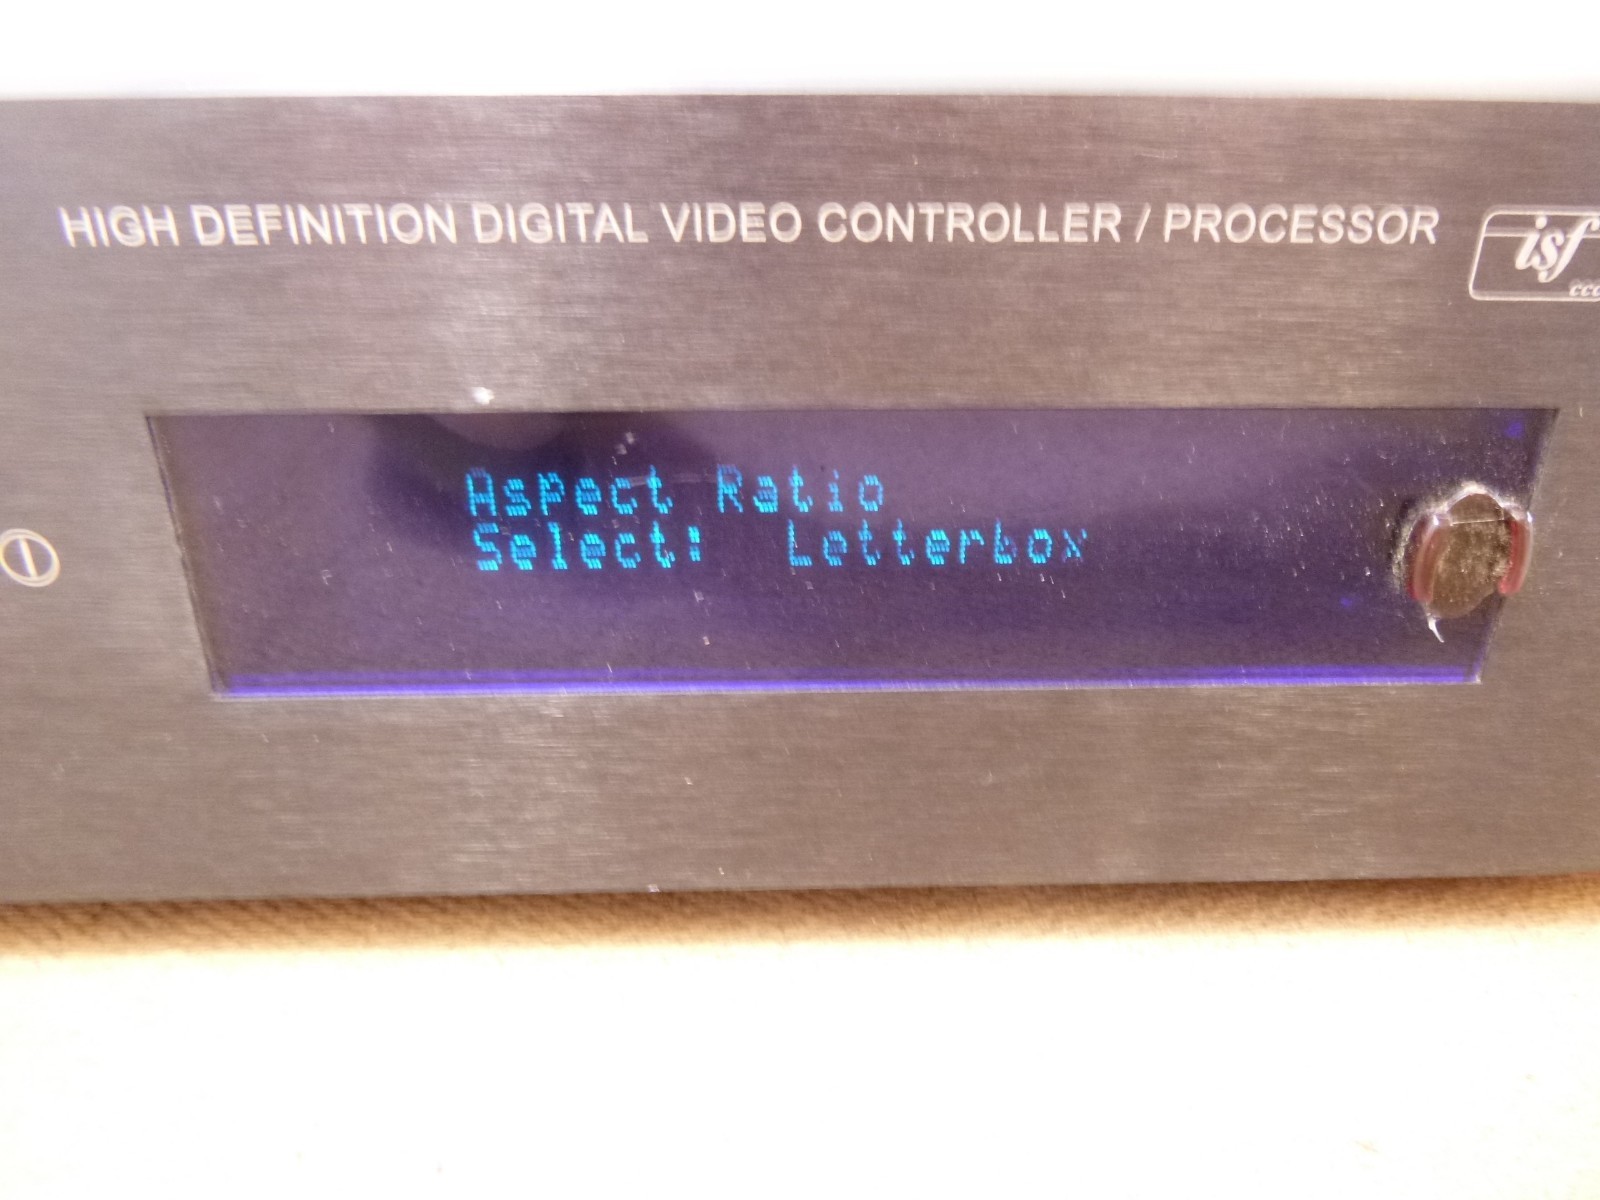 HIGH DEFINITION DIGITAL VIDEO CONTROLLER / PROCESSOR
isf
Aspect Ratio
Select: Letterbox